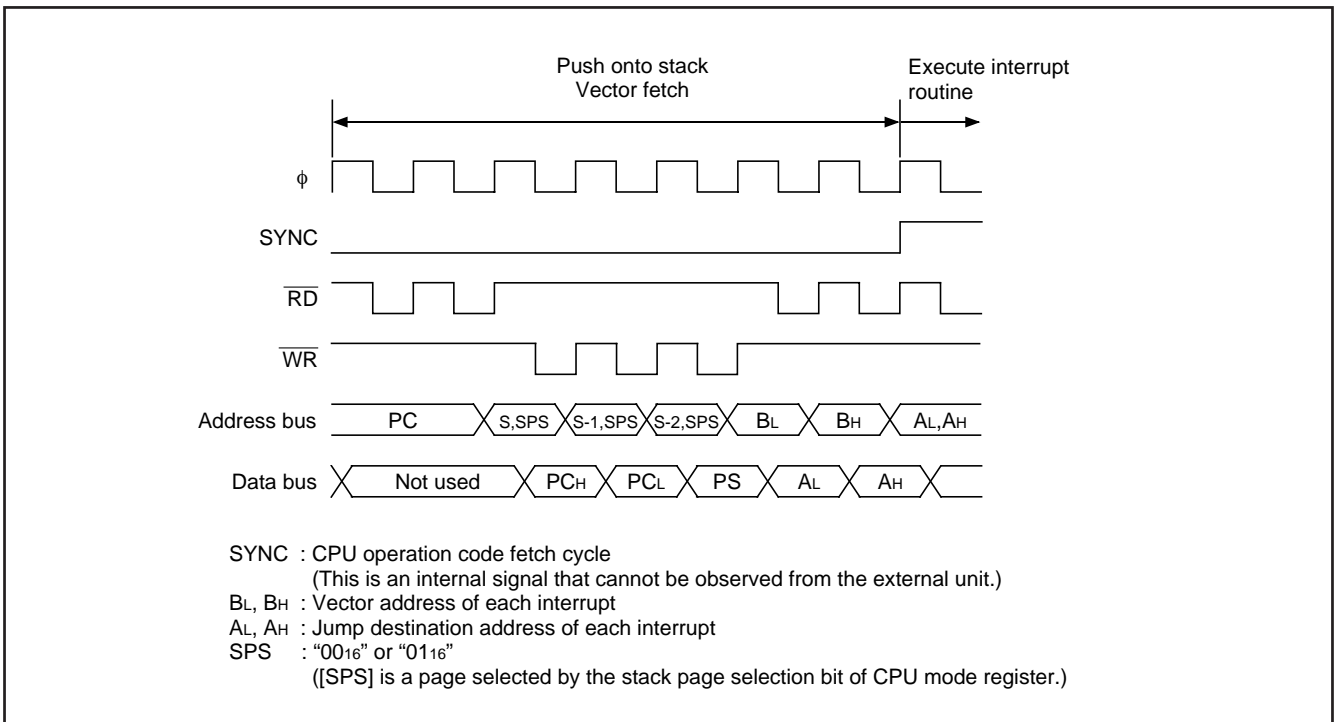 Push onto stack
Vector fetch
Execute interrupt
routine
φ
SYNC
RD
WR
Address bus PC S,SPS S-1,SPS S-2,SPS BL BH AL,AH
Data bus Not used PCH PCL PS AL AH
SYNC : CPU operation code fetch cycle
(This is an internal signal that cannot be observed from the external unit.)
BL, BH : Vector address of each interrupt
AL, AH : Jump destination address of each interrupt
SPS : “0016” or “0116”
([SPS] is a page selected by the stack page selection bit of CPU mode register.)